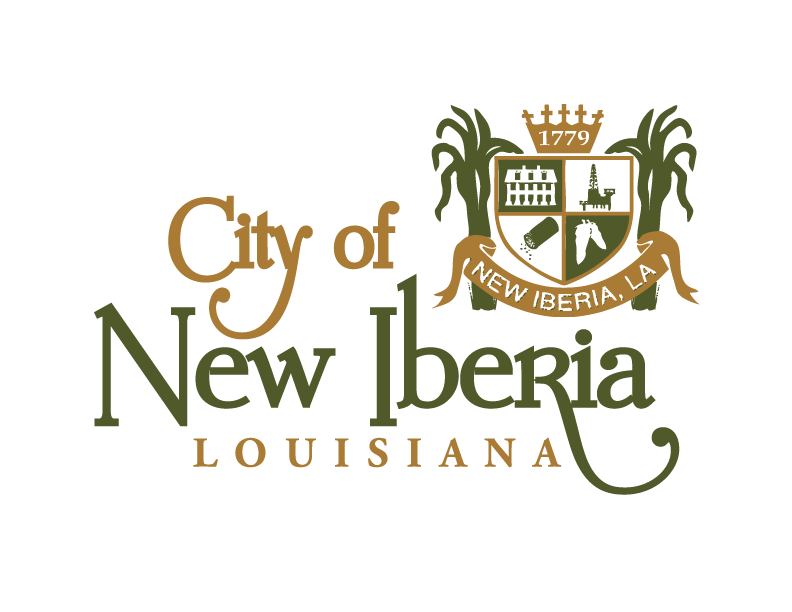 1779
NEW IBERIA, LA
City of
New Iberia
LOUISIANA